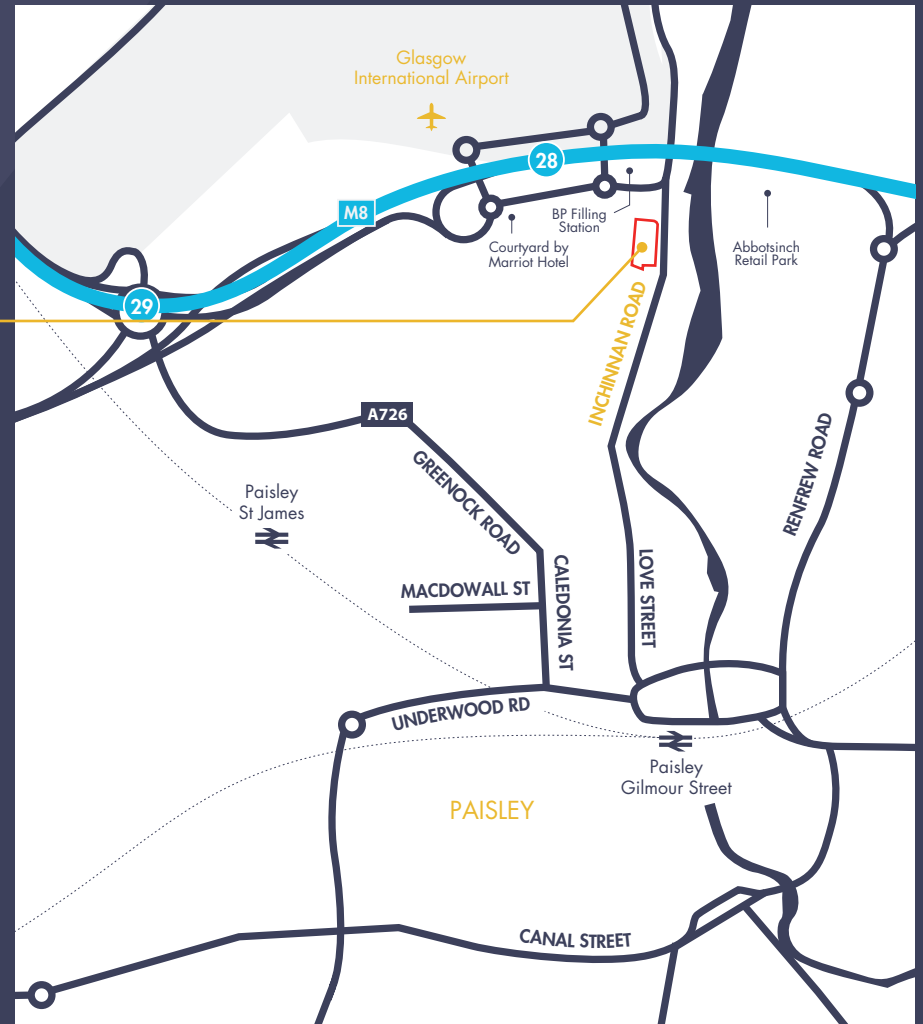 Glasgow
International Airport
28
M8
BP Filling
Station
Courtyard by
Marriot Hotel
Abbotsinch
Retail Park
29
INCHINNAN ROAD
A726
RENFREW ROAD
GREENOCK ROAD
Paisley
St James
CALEDONIA ST
LOVE STREET
MACDOWALL ST
UNDERWOOD RD
Paisley
Gilmour Street
PAISLEY
CANAL STREET